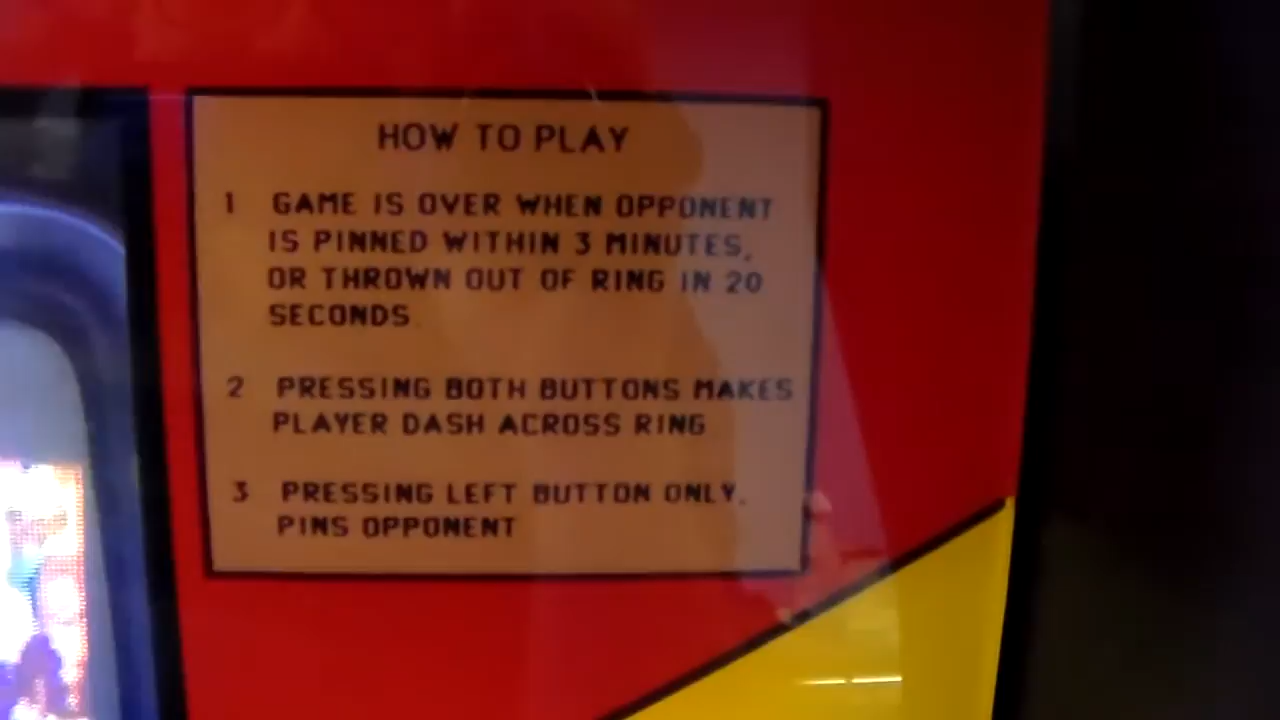 HOW TO PLAY
1 GAME IS OVER WHEN OPPONENT
IS PINNED WITHIN 3 MINUTES,
OR THROWN OUT OF RING IN 20
SECONDS
2 PRESSING BOTH BUTTONS MAKES
PLAYER DASH ACROSS RING
3 PRESSING LEFT BUTTON ONLY,
PINS OPPONENT